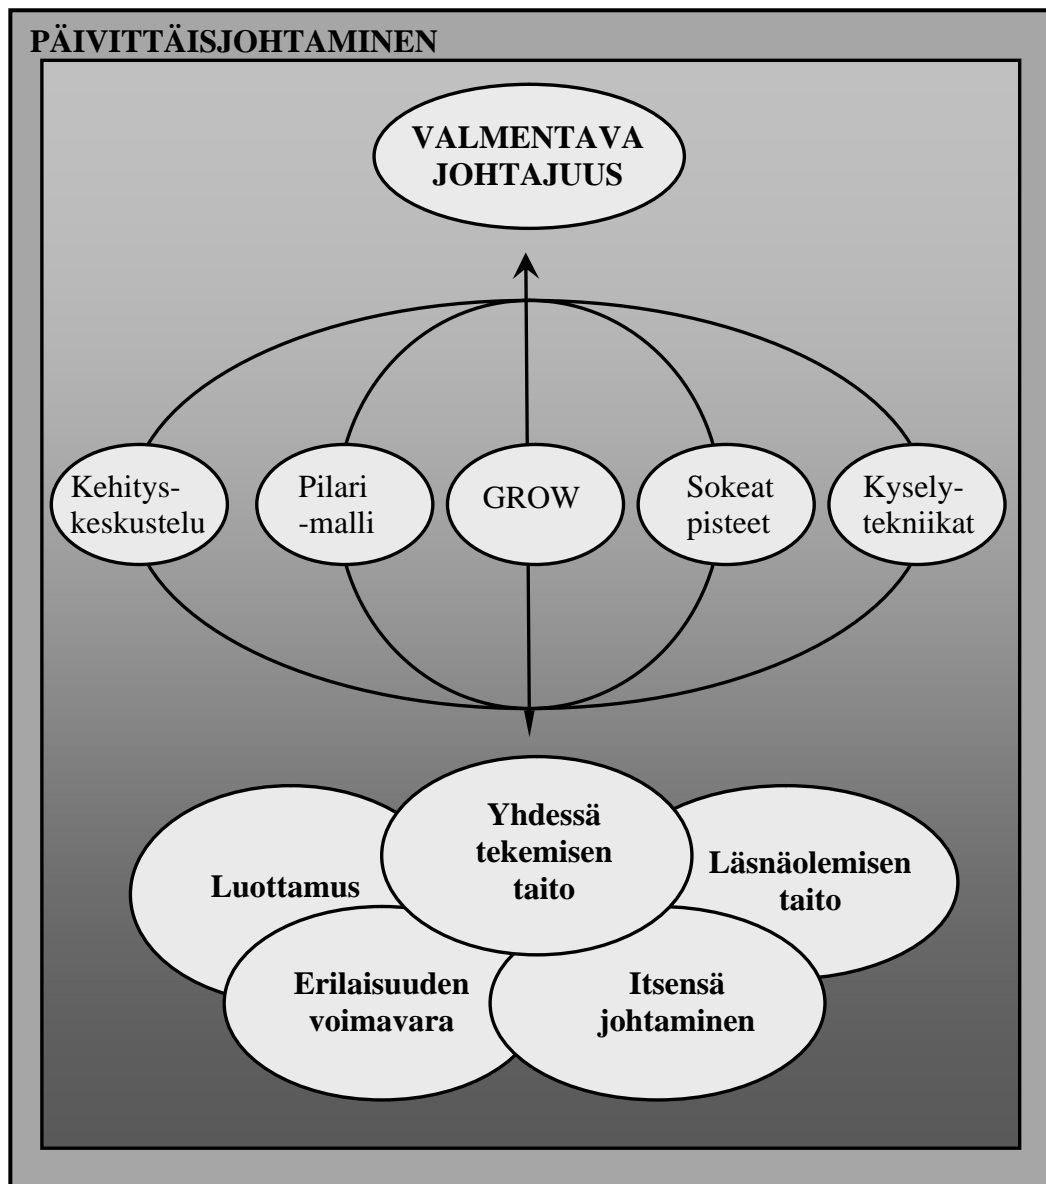 PÄIVITTÄISJOHTAMINEN
VALMENTAVA
JOHTAJUUS
Kehitys-
keskustelu
Pilari
-malli
GROW
Sokeat
pisteet
Kysely-
tekniikat
Yhdessä
tekemisen
taito
Luottamus
Läsnäolemisen
taito
Erilaisuuden
voimavara
Itsensä
johtaminen